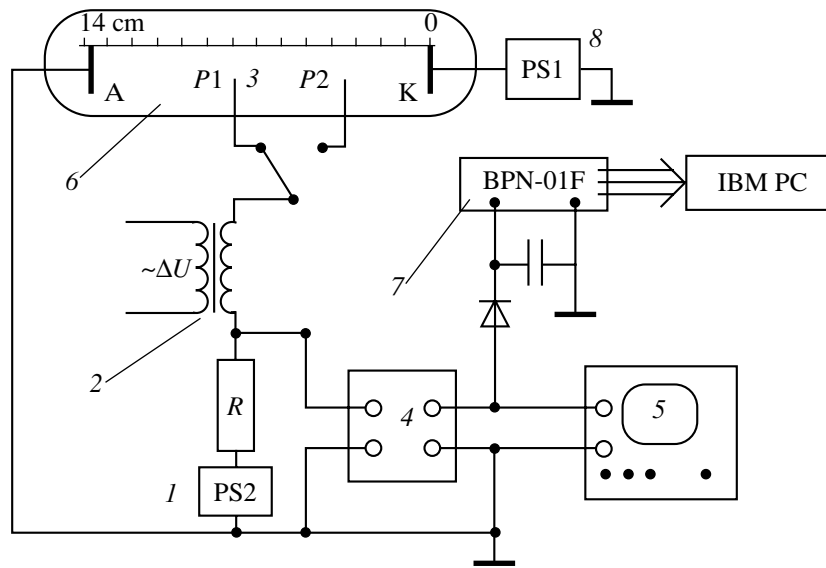 14 cm 0
8
PS1
P1 3 P2
A K
6
BPN-01F
IBM PC
~ΔU
7
2
R
4
5
1
PS2